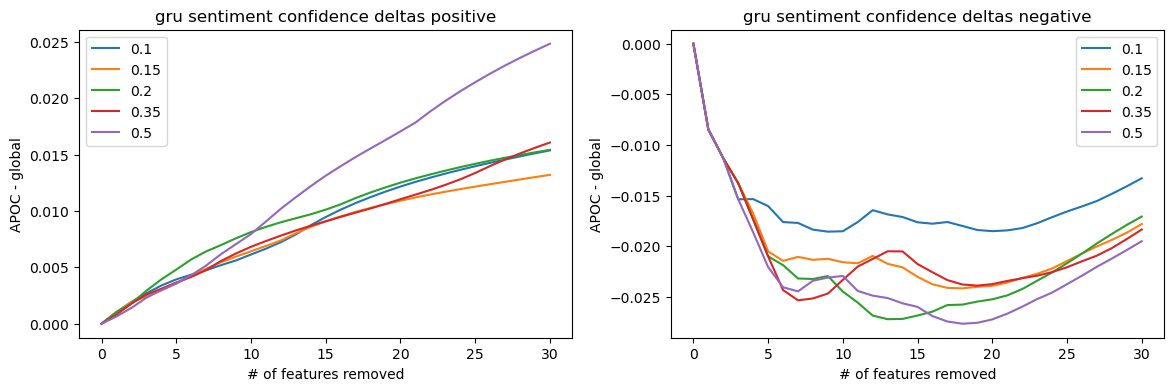 gru sentiment confidence deltas positive
APOC - global
0.025
0.020
0.015
0.010
0.005
0.000
0.1
0.15
0.2
0.35
0.5
0 5 10 15 20 25 30
# of features removed
gru sentiment confidence deltas negative
APOC - global
0.000
−0.005
−0.010
−0.015
−0.020
−0.025
0.1
0.15
0.2
0.35
0.5
0 5 10 15 20 25 30
# of features removed